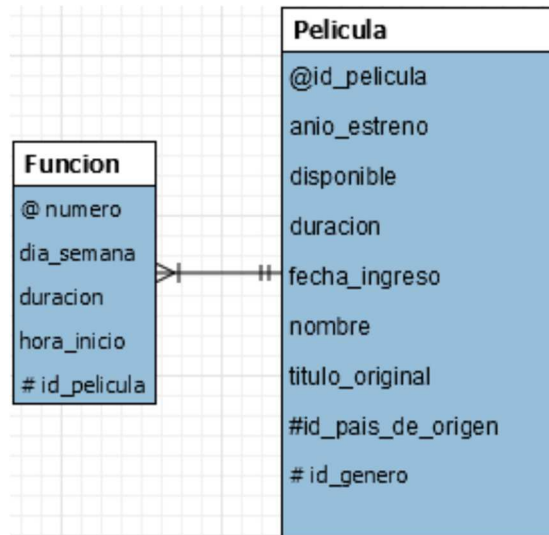 Pelicula
@id_pelicula
anio_estreno
disponible
duracion
fecha_ingreso
nombre
titulo_original
#id_pais_de_origen
# id_genero
Funcion
@ numero
dia_semana
duracion
hora_inicio
# id_pelicula